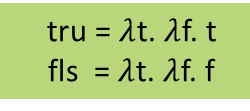 tru = λt. λf. t
fls = λt. λf. f